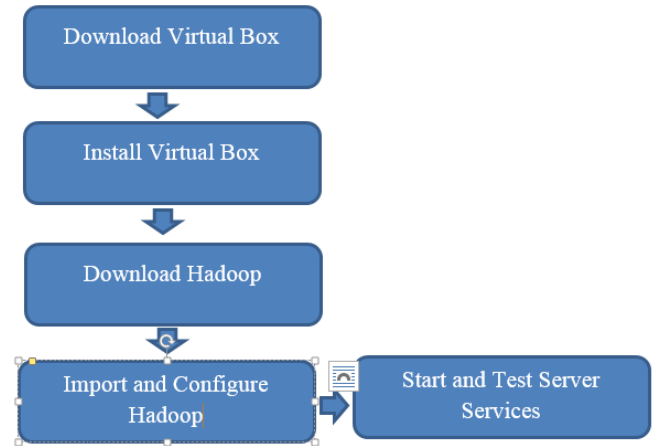 Download Virtual Box
Install Virtual Box
Download Hadoop
Import and Configure
Hadoop
Start and Test Server
Services